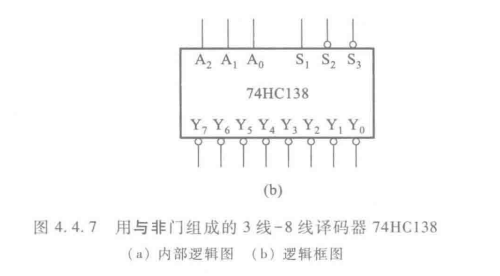 A₂ A₁ A₀ S₁ S₂ S₃
74HC138
Y₇ Y₆ Y₅ Y₄ Y₃ Y₂ Y₁ Y₀
(b)
图 4.4.7 用与非门组成的 3 线-8 线译码器 74HC138
(a) 内部逻辑图 (b) 逻辑框图